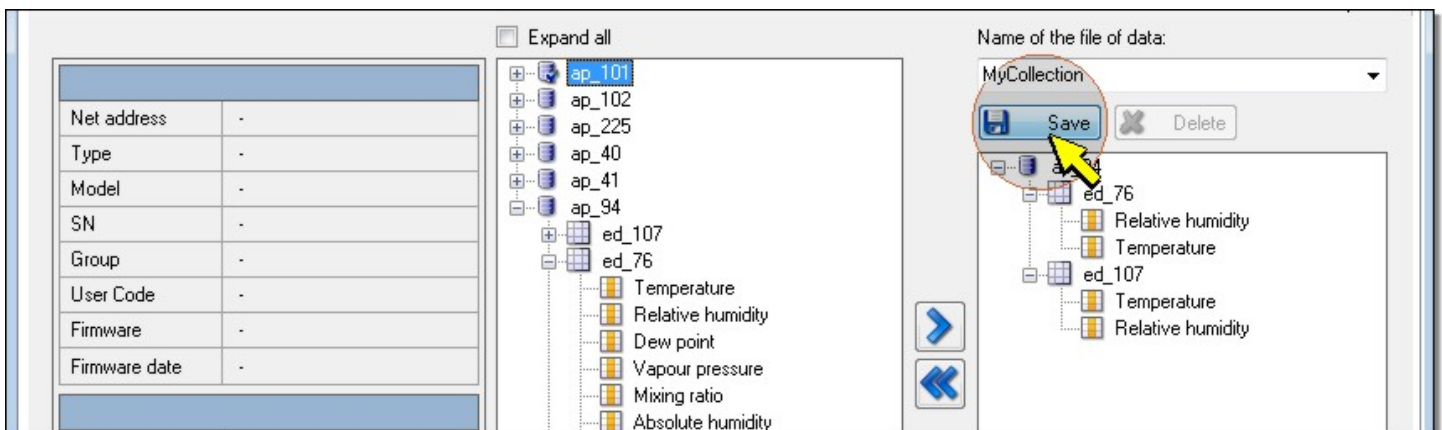 Expand all
Name of the file of data:
Net address -
Type -
Model -
SN -
Group -
User Code -
Firmware -
Firmware date -
ap_101
ap_102
ap_225
ap_40
ap_41
ap_94
ed_107
ed_76
Temperature
Relative humidity
Dew point
Vapour pressure
Mixing ratio
Absolute humidity
MyCollection
Save Delete
ed_76
Relative humidity
Temperature
ed_107
Temperature
Relative humidity